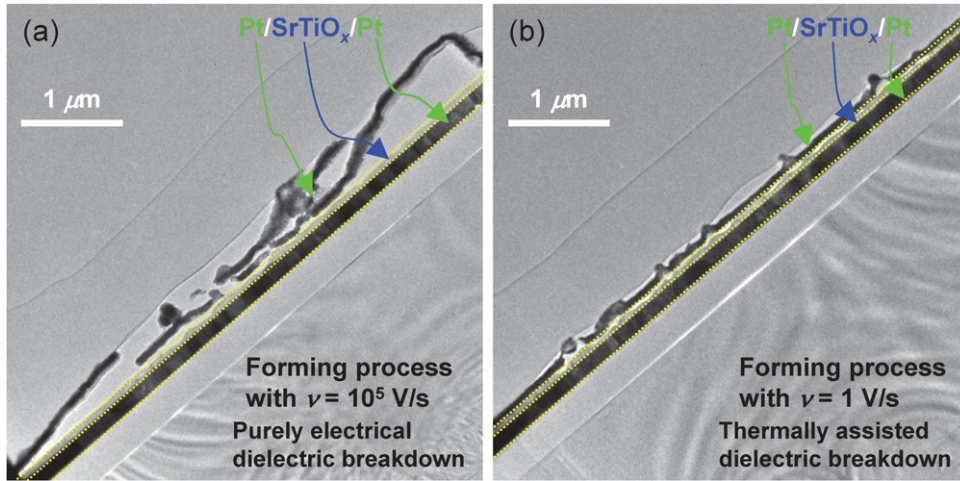 (a)
Pt/SrTiOx/Pt
1 μm
Forming process
with ν = 10⁵ V/s
Purely electrical
dielectric breakdown
(b)
Pt/SrTiOx/Pt
1 μm
Forming process
with ν = 1 V/s
Thermally assisted
dielectric breakdown